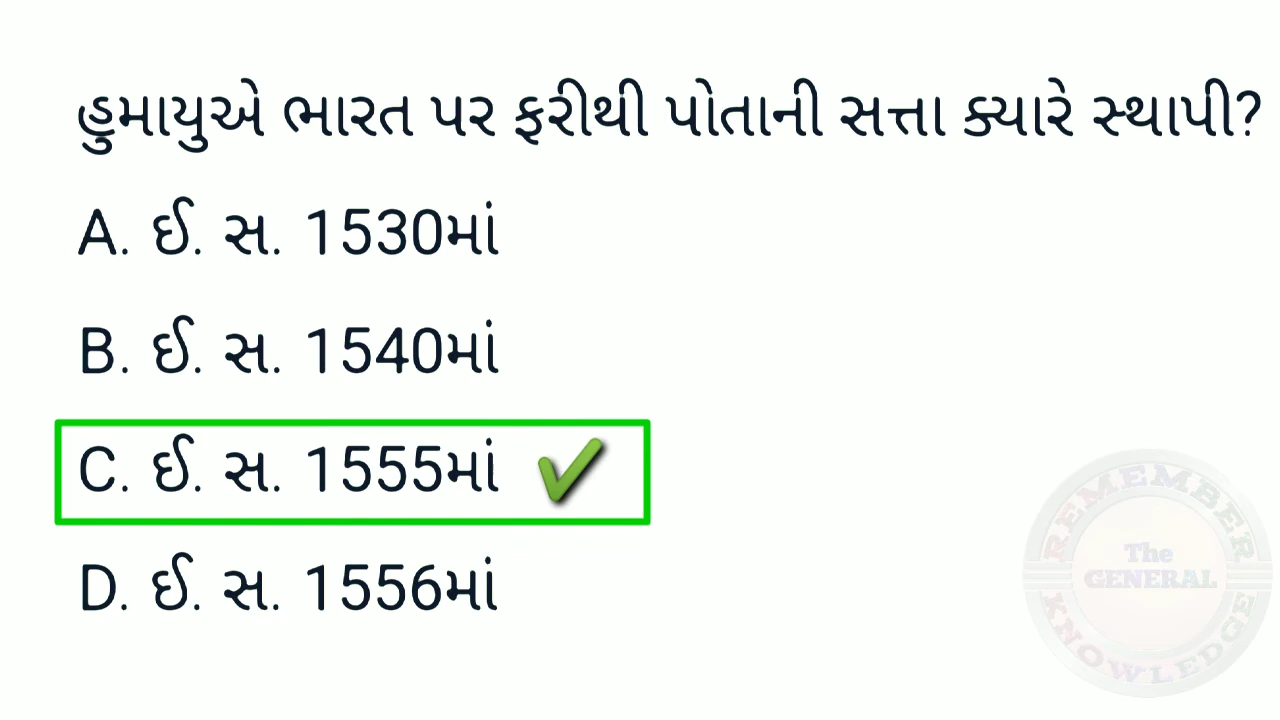 હુમાયુએ ભારત પર ફરીથી પોતાની સત્તા ક્યારે સ્થાપી?
A. ઈ. સ. 1530માં
B. ઈ. સ. 1540માં
C. ઈ. સ. 1555માં
D. ઈ. સ. 1556માં
REMEMBER
The
GENERAL
KNOWLEDGE